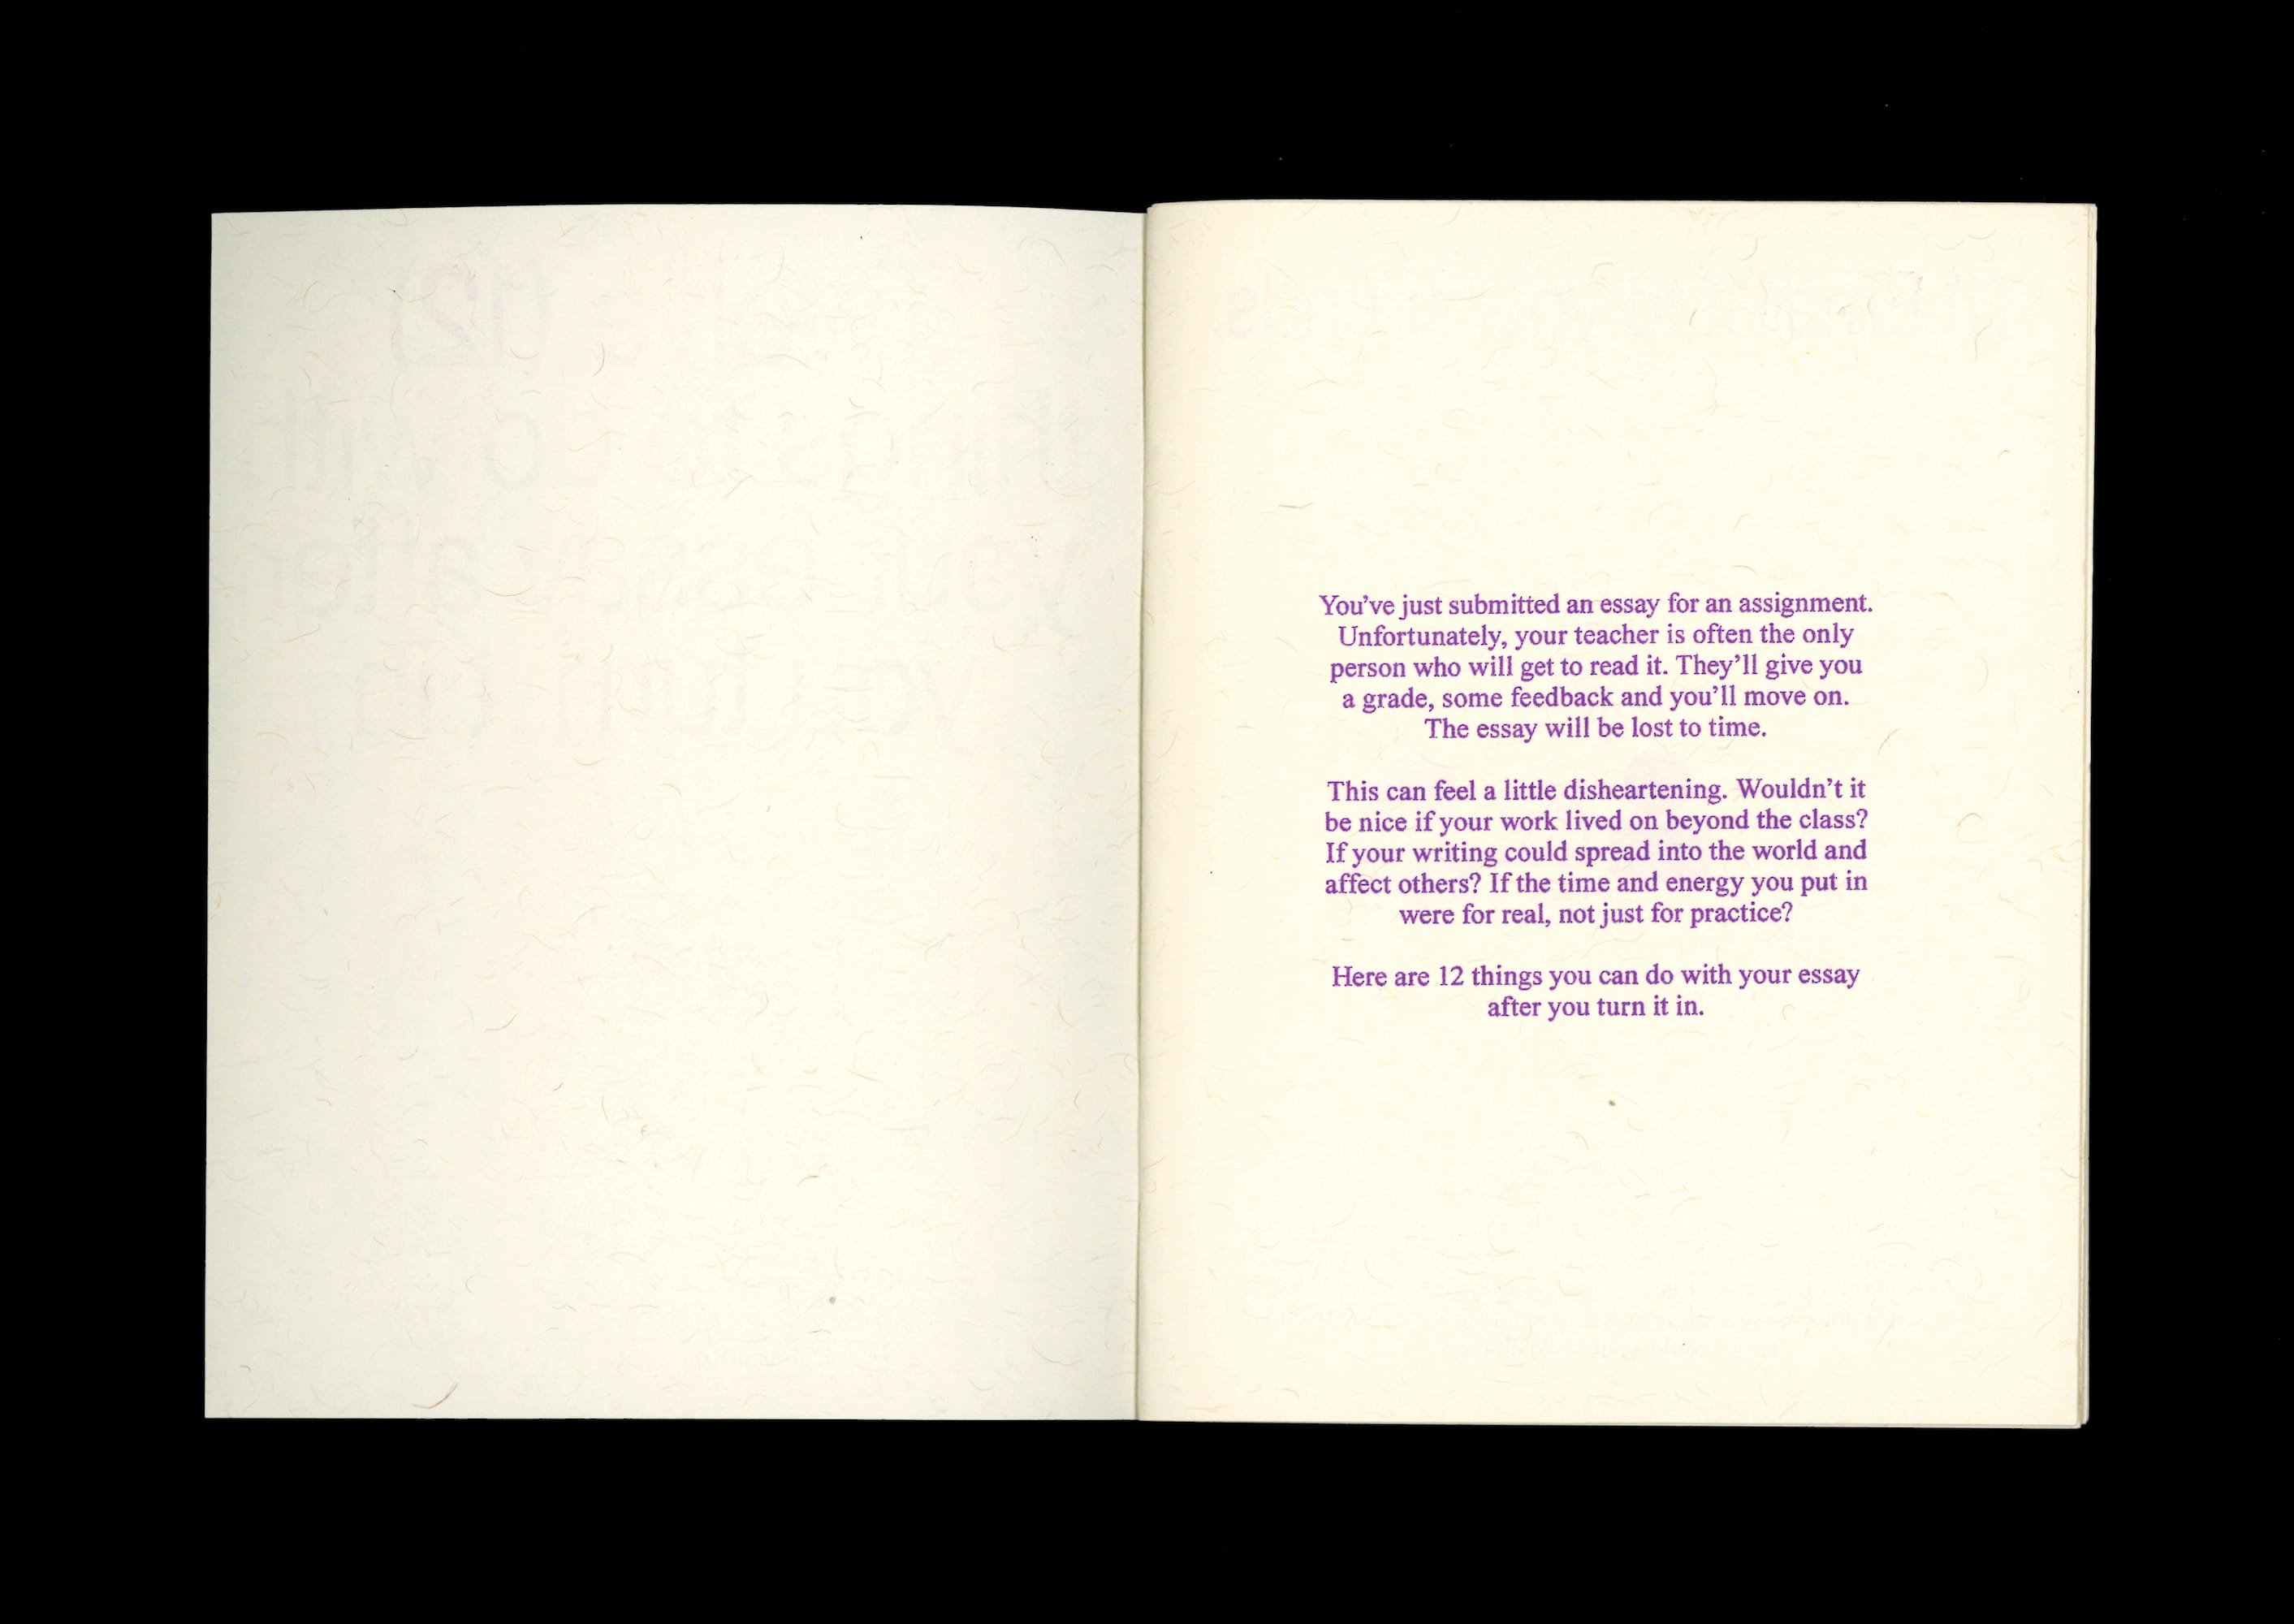 You've just submitted an essay for an assignment.
Unfortunately, your teacher is often the only
person who will get to read it. They'll give you
a grade, some feedback and you'll move on.
The essay will be lost to time.
This can feel a little disheartening. Wouldn't it
be nice if your work lived on beyond the class?
If your writing could spread into the world and
affect others? If the time and energy you put in
were for real, not just for practice?
Here are 12 things you can do with your essay
after you turn it in.